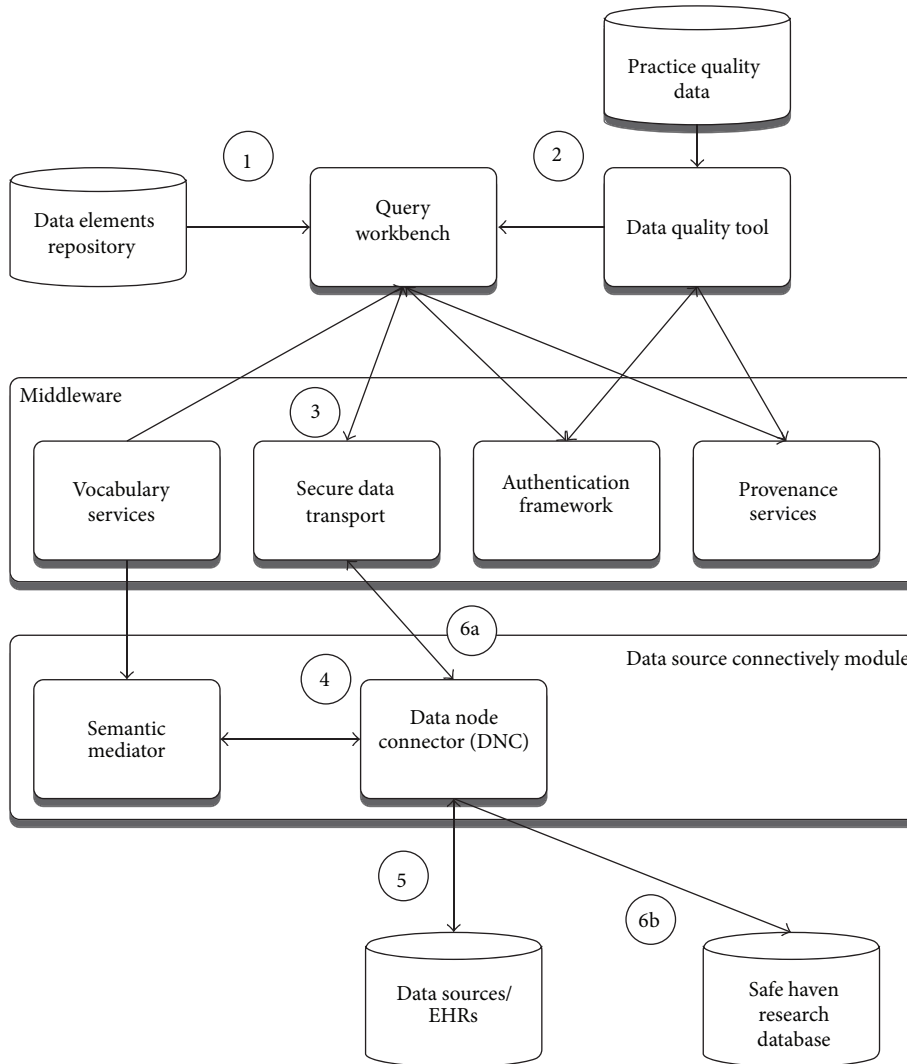 Practice quality
data
1
2
Data elements
repository
Query
workbench
Data quality tool
Middleware
3
Vocabulary
services
Secure data
transport
Authentication
framework
Provenance
services
6a
Data source connectively module
4
Semantic
mediator
Data node
connector (DNC)
5
6b
Data sources/
EHRs
Safe haven
research
database